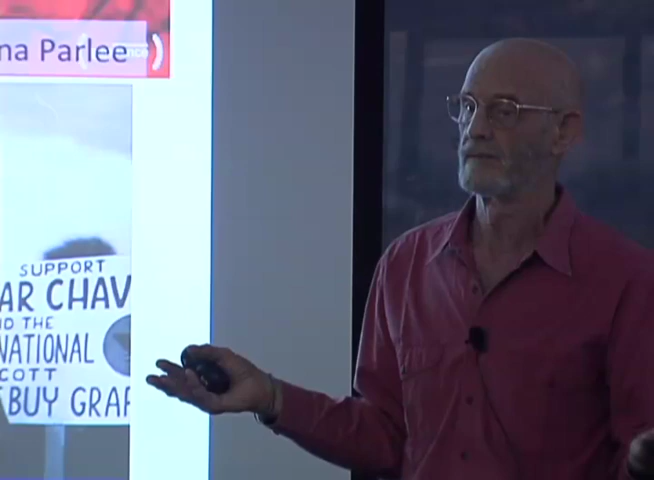 na Parlee
SUPPORT
AR CHAV
ND THE
NATIONAL
COTT
BUY GRAP